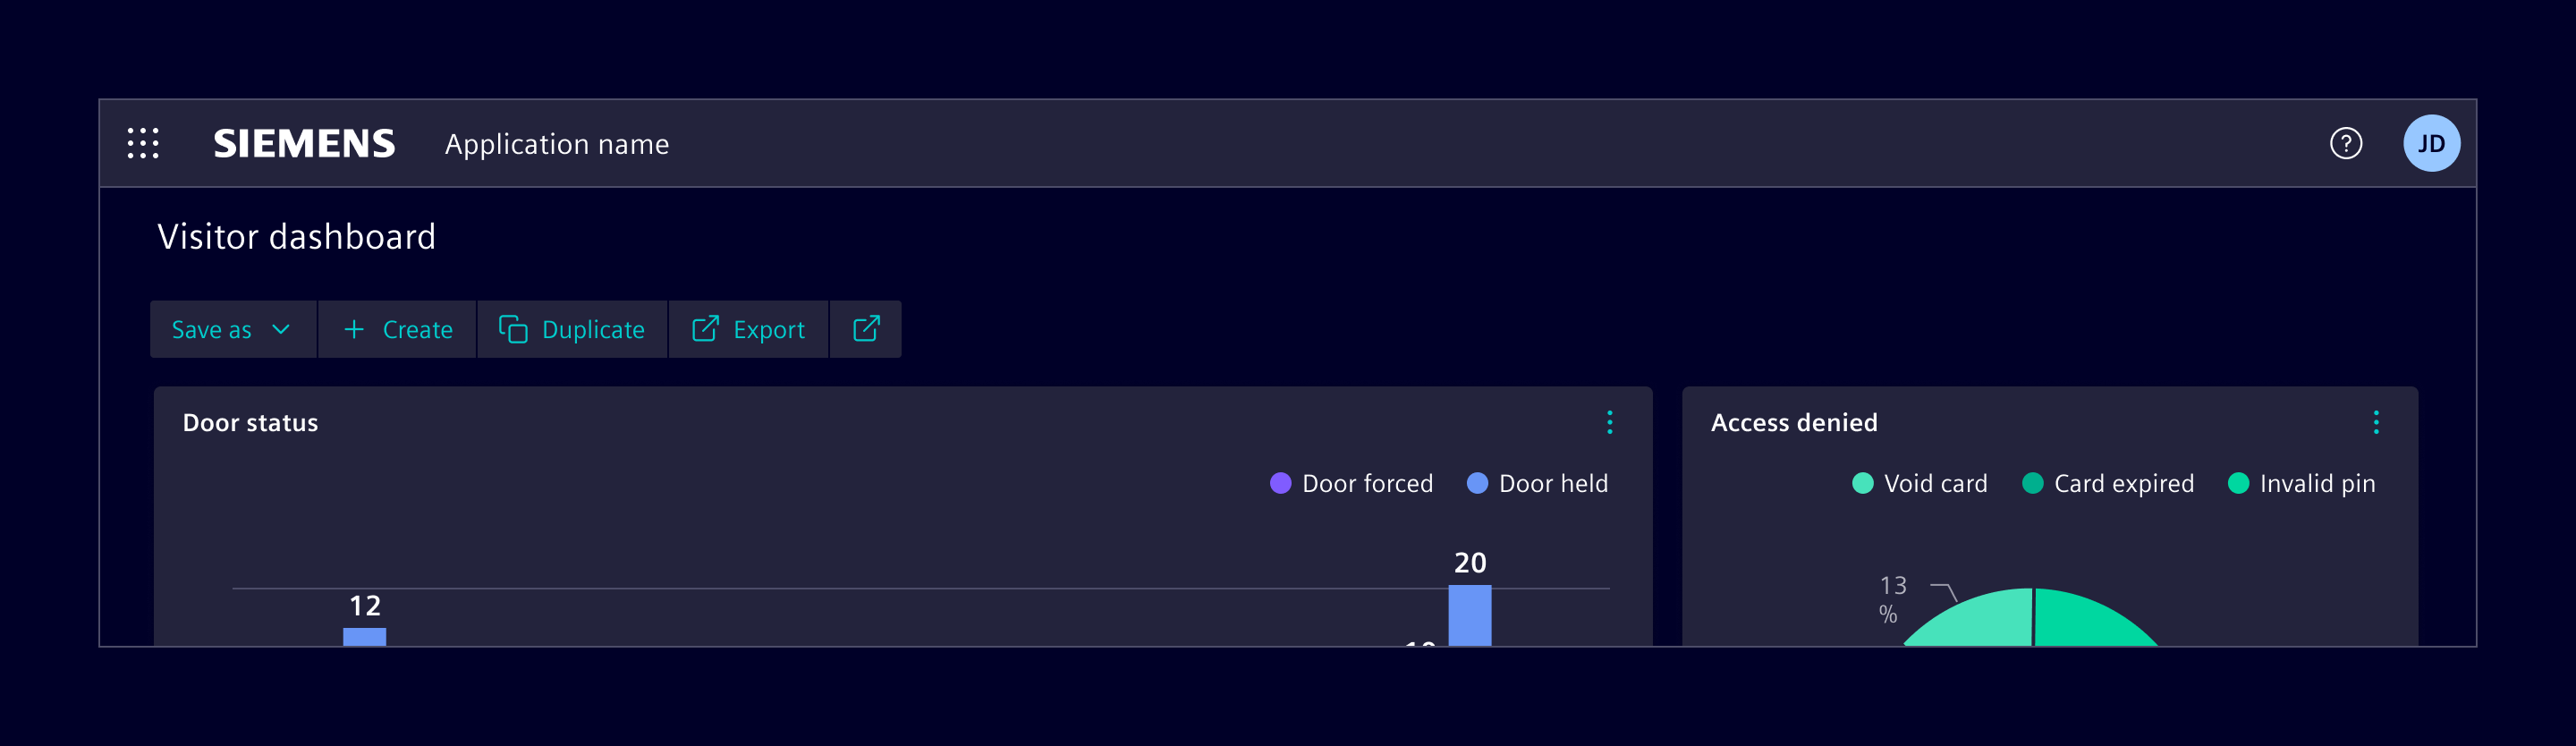 SIEMENS Application name ? JD
Visitor dashboard
Save as Create Duplicate Export
Door status
Door forced Door held
20
12
Access denied
Void card Card expired Invalid pin
13
%